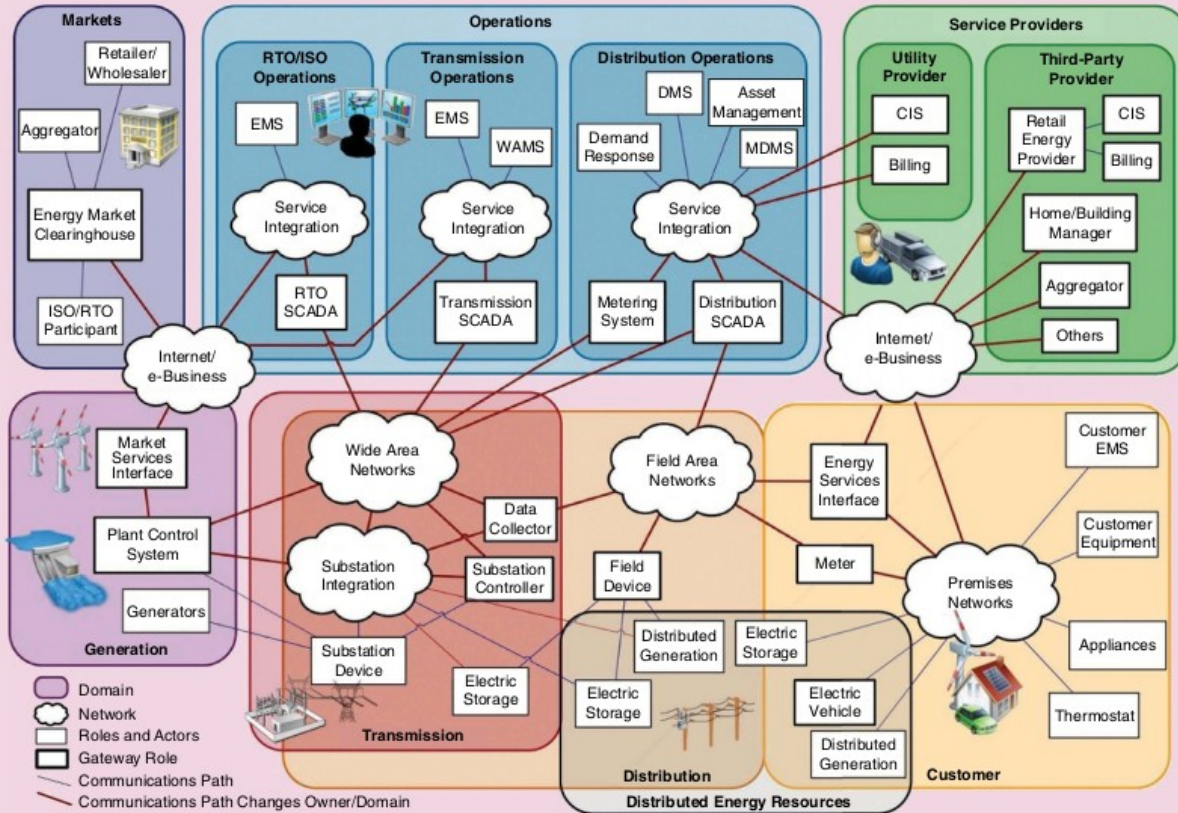 Markets
Retailer/
Wholesaler
Aggregator
Energy Market
Clearinghouse
ISO/RTO
Participant
Operations
RTO/ISO
Operations
EMS
Service
Integration
RTO
SCADA
Transmission
Operations
EMS
WAMS
Service
Integration
Transmission
SCADA
Distribution Operations
DMS
Asset
Management
Demand
Response
MDMS
Service
Integration
Metering
System
Distribution
SCADA
Service Providers
Utility
Provider
CIS
Billing
Third-Party
Provider
Retail
Energy
Provider
CIS
Billing
Home/Building
Manager
Aggregator
Others
Internet/
e-Business
Internet/
e-Business
Market
Services
Interface
Plant Control
System
Generators
Generation
Wide Area
Networks
Substation
Integration
Data
Collector
Substation
Controller
Substation
Device
Electric
Storage
Transmission
Field Area
Networks
Field
Device
Distributed
Generation
Electric
Storage
Distribution
Energy
Services
Interface
Meter
Premises
Networks
Customer
EMS
Customer
Equipment
Appliances
Thermostat
Electric
Storage
Electric
Vehicle
Distributed
Generation
Customer
Distributed Energy Resources
Domain
Network
Roles and Actors
Gateway Role
Communications Path
Communications Path Changes Owner/Domain